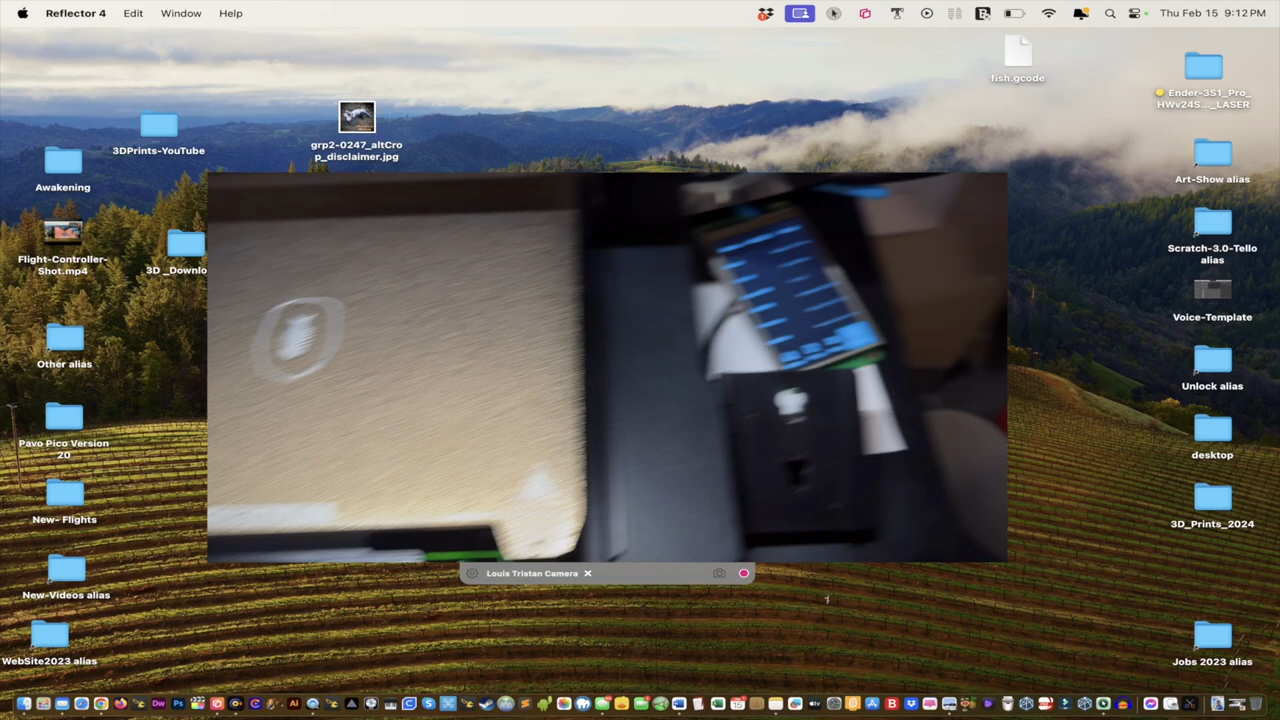 Reflector 4 Edit Window Help Thu Feb 15 9:12 PM
fish.gcode
Ender-3S1_Pro_
HWv24S..._LASER
grp2-0247_altCro
p_disclaimer.jpg
3DPrints-YouTube
Awakening
Art-Show alias
Flight-Controller-
Shot.mp4
3D _Downlo
Scratch-3.0-Tello
alias
Voice-Template
Other alias
Unlock alias
Pavo Pico Version
20
desktop
New- Flights
3D_Prints_2024
Louis Tristan Camera
New-Videos alias
WebSite2023 alias
Jobs 2023 alias
Dw Ps Ai